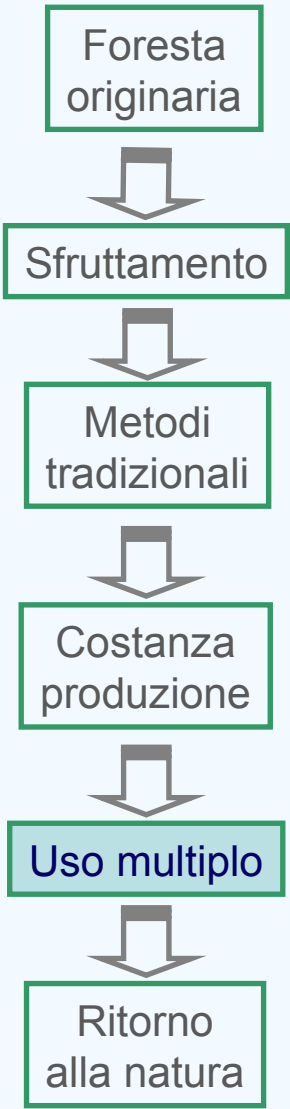 Foresta
originaria
Sfruttamento
Metodi
tradizionali
Costanza
produzione
Uso multiplo
Ritorno
alla natura